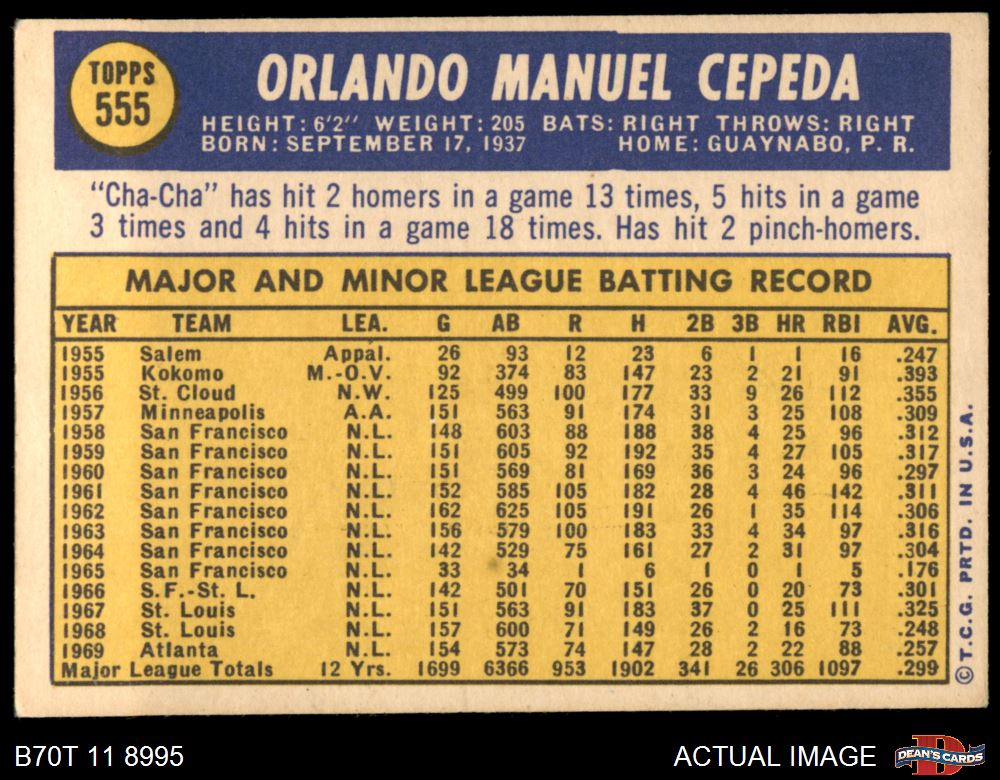 TOPPS
555
ORLANDO MANUEL CEPEDA
HEIGHT: 6'2" WEIGHT: 205 BATS: RIGHT THROWS: RIGHT
BORN: SEPTEMBER 17, 1937 HOME: GUAYNABO, P. R.
"Cha-Cha" has hit 2 homers in a game 13 times, 5 hits in a game
3 times and 4 hits in a game 18 times. Has hit 2 pinch-homers.
MAJOR AND MINOR LEAGUE BATTING RECORD
YEAR TEAM LEA. G AB R H 2B 3B HR RBI AVG.
1955 Salem Appal. 26 93 12 23 6 1 1 16 .247
1955 Kokomo M.-O.V. 92 374 83 147 23 2 21 91 .393
1956 St. Cloud N.W. 125 499 100 177 33 9 26 112 .355
1957 Minneapolis A.A. 151 563 91 174 31 3 25 108 .309
1958 San Francisco N.L. 148 603 88 188 38 4 25 96 .312
1959 San Francisco N.L. 151 605 92 192 35 4 27 105 .317
1960 San Francisco N.L. 151 569 81 169 36 3 24 96 .297
1961 San Francisco N.L. 152 585 105 182 28 4 46 142 .311
1962 San Francisco N.L. 162 625 105 191 26 1 35 114 .306
1963 San Francisco N.L. 156 579 100 183 33 4 34 97 .316
1964 San Francisco N.L. 142 529 75 161 27 2 31 97 .304
1965 San Francisco N.L. 33 34 1 6 1 0 1 5 .176
1966 S.F.-St. L. N.L. 142 501 70 151 26 0 20 73 .301
1967 St. Louis N.L. 151 563 91 183 37 0 25 111 .325
1968 St. Louis N.L. 157 600 71 149 26 2 16 73 .248
1969 Atlanta N.L. 154 573 74 147 28 2 22 88 .257
Major League Totals 12 Yrs. 1699 6366 953 1902 341 26 306 1097 .299
© T.C.G. PRTD. IN U.S.A.
B70T 11 8995
ACTUAL IMAGE
D
DEAN'S CARDS